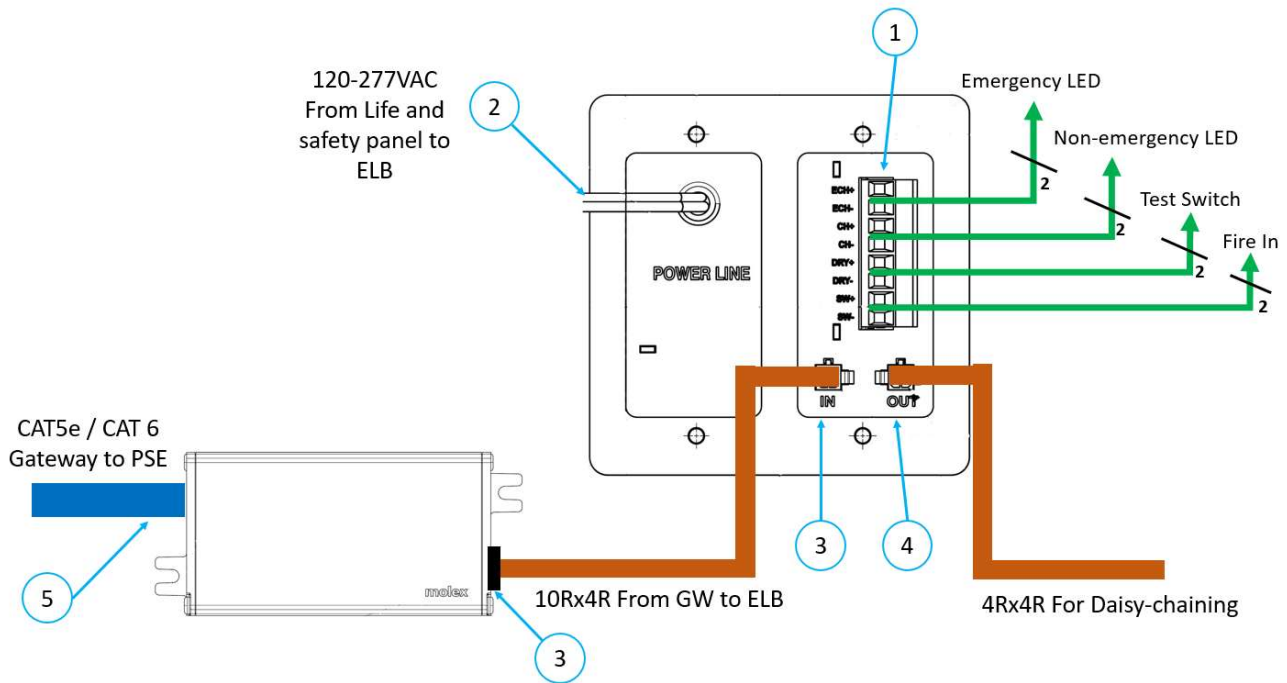 1
120-277VAC
From Life and
safety panel to
ELB
2
Emergency LED
Non-emergency LED
Test Switch
Fire In
2
2
2
2
ECH+
ECH-
CH+
CH-
DRY+
DRY-
SW+
SW-
POWER LINE
IN
OUT
CAT5e / CAT 6
Gateway to PSE
3
4
5
molex
10Rx4R From GW to ELB
4Rx4R For Daisy-chaining
3